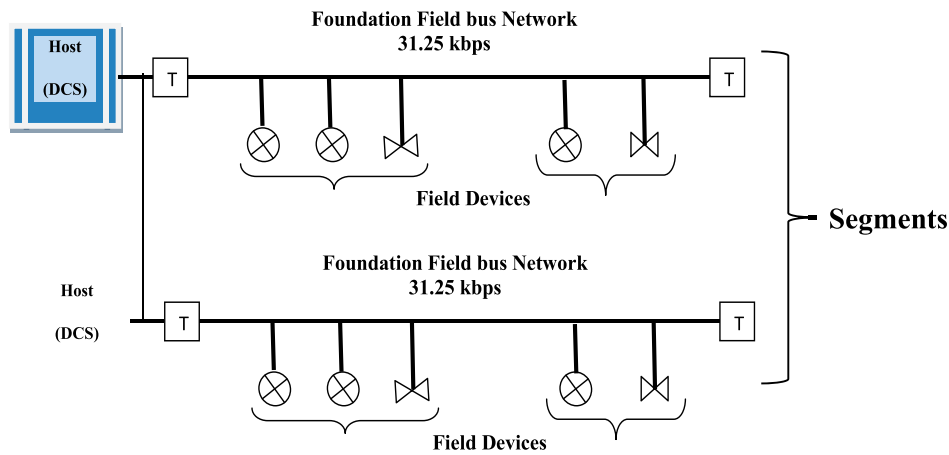 Foundation Field bus Network
31.25 kbps
Host
(DCS)
T
T
Field Devices
Segments
Foundation Field bus Network
31.25 kbps
Host
(DCS)
T
T
Field Devices